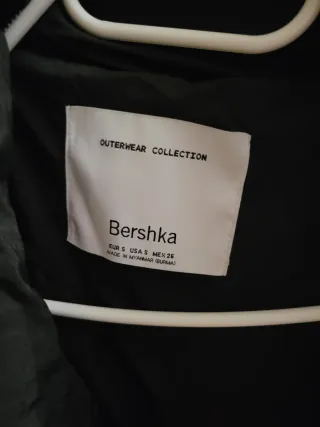 OUTERWEAR COLLECTION
Bershka
EUR S USA S MEX 26
MADE IN MYANMAR (BURMA)